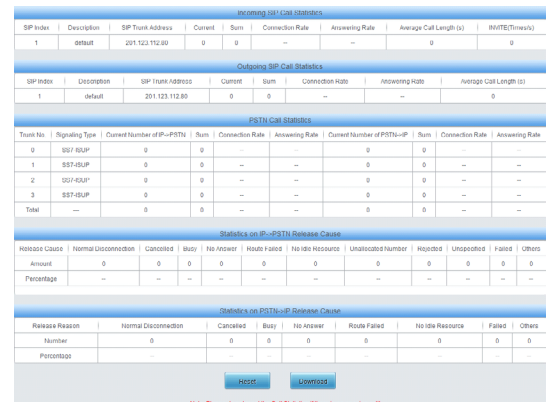 Incoming SIP Call Statistics
SIP Index Description SIP Trunk Address Current Sum Connection Rate Answering Rate Average Call Length (s) INVITE(Times/s)
1 default 201.123.112.80 0 0 -- -- 0 0
Outgoing SIP Call Statistics
SIP Index Description SIP Trunk Address Current Sum Connection Rate Answering Rate Average Call Length (s)
1 default 201.123.112.80 0 0 -- -- 0
PSTN Call Statistics
Trunk No. Signaling Type Current Number of IP->PSTN Sum Connection Rate Answering Rate Current Number of PSTN->IP Sum Connection Rate Answering Rate
0 SS7-ISUP 0 0 -- -- 0 0 -- --
1 SS7-ISUP 0 0 -- -- 0 0 -- --
2 SS7-ISUP 0 0 -- -- 0 0 -- --
3 SS7-ISUP 0 0 -- -- 0 0 -- --
Total --- 0 0 -- -- 0 0 -- --
Statistics on IP->PSTN Release Cause
Release Cause Normal Disconnection Cancelled Busy No Answer Route Failed No Idle Resource Unallocated Number Rejected Unspecified Failed Others
Amount 0 0 0 0 0 0 0 0 0 0 0
Percentage -- -- -- -- -- -- -- -- -- -- --
Statistics on PSTN->IP Release Cause
Release Reason Normal Disconnection Cancelled Busy No Answer Route Failed No Idle Resource Failed Others
Number 0 0 0 0 0 0 0 0
Percentage -- -- -- -- -- -- -- --
Reset Download